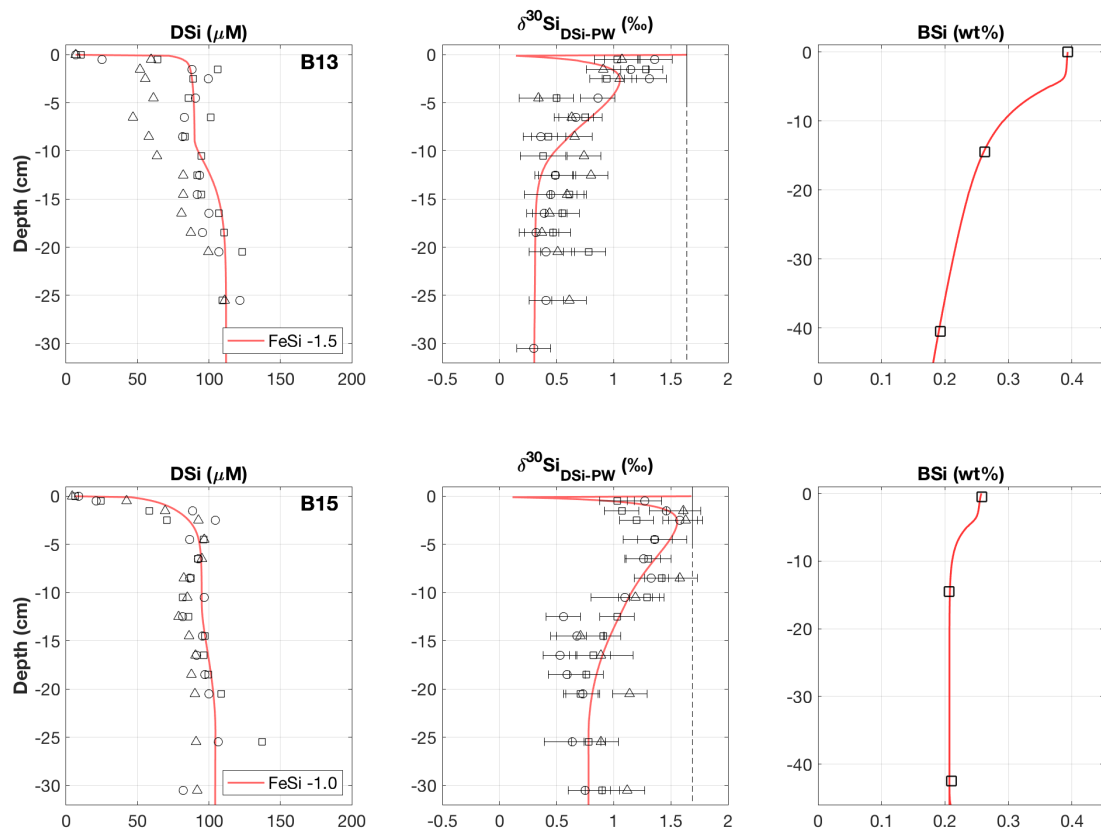 DSi (μM)
δ³⁰Si_DSi-PW (‰)
BSi (wt%)
B13
0
-5
-10
-15
-20
-25
-30
Depth (cm)
FeSi -1.5
0 50 100 150 200
-0.5 0 0.5 1 1.5 2
0
-10
-20
-30
-40
0 0.1 0.2 0.3 0.4
DSi (μM)
δ³⁰Si_DSi-PW (‰)
BSi (wt%)
B15
0
-5
-10
-15
-20
-25
-30
Depth (cm)
FeSi -1.0
0 50 100 150 200
-0.5 0 0.5 1 1.5 2
0
-10
-20
-30
-40
0 0.1 0.2 0.3 0.4